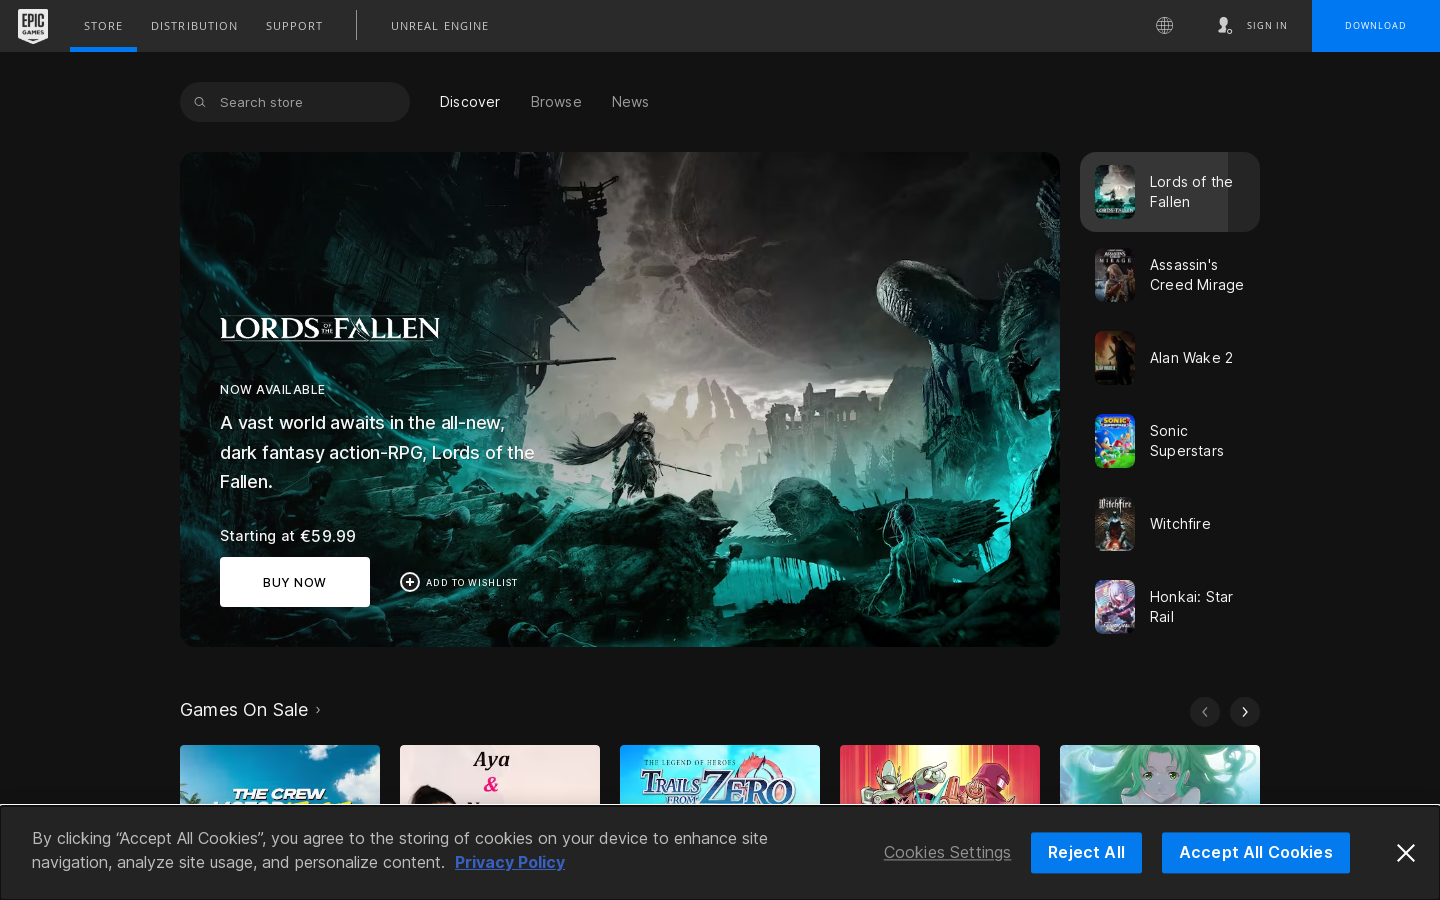 EPIC
GAMES
STORE
DISTRIBUTION
SUPPORT
UNREAL ENGINE
SIGN IN
DOWNLOAD
Search store
Discover
Browse
News
LORDS OF THE FALLEN
NOW AVAILABLE
A vast world awaits in the all-new,
dark fantasy action-RPG, Lords of the
Fallen.
Starting at €59.99
BUY NOW
ADD TO WISHLIST
Lords of the
Fallen
Assassin's
Creed Mirage
Alan Wake 2
Sonic
Superstars
Witchfire
Honkai: Star
Rail
Games On Sale
THE CREW
Aya
&
THE LEGEND OF HEROES
TRAILS
FROM ZERO
By clicking “Accept All Cookies”, you agree to the storing of cookies on your device to enhance site
navigation, analyze site usage, and personalize content. Privacy Policy
Cookies Settings
Reject All
Accept All Cookies